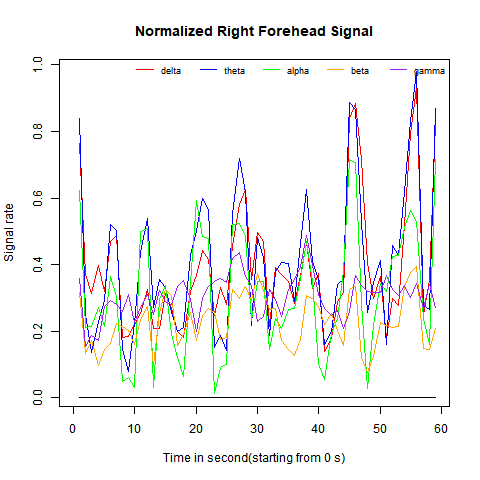 Normalized Right Forehead Signal
delta theta alpha beta gamma
Signal rate
0.0 0.2 0.4 0.6 0.8 1.0
0 10 20 30 40 50 60
Time in second(starting from 0 s)